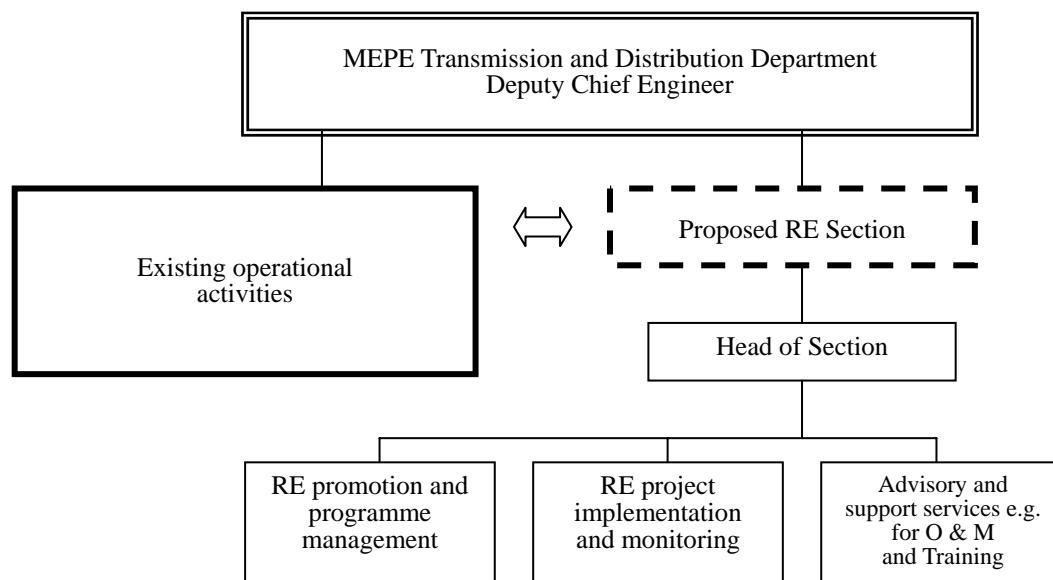 MEPE Transmission and Distribution Department
Deputy Chief Engineer
Existing operational
activities
Proposed RE Section
Head of Section
RE promotion and
programme
management
RE project
implementation
and monitoring
Advisory and
support services e.g.
for O & M
and Training